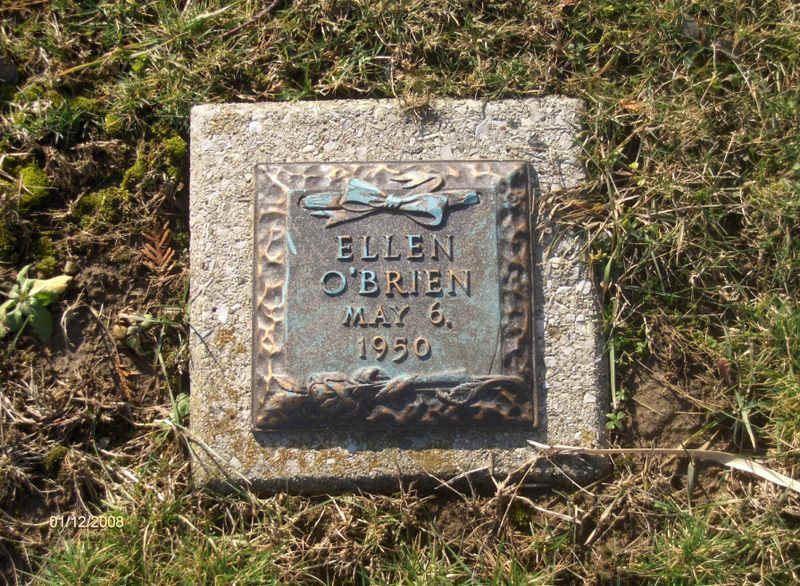 ELLEN
O'BRIEN
MAY 6,
1950
01/12/2008